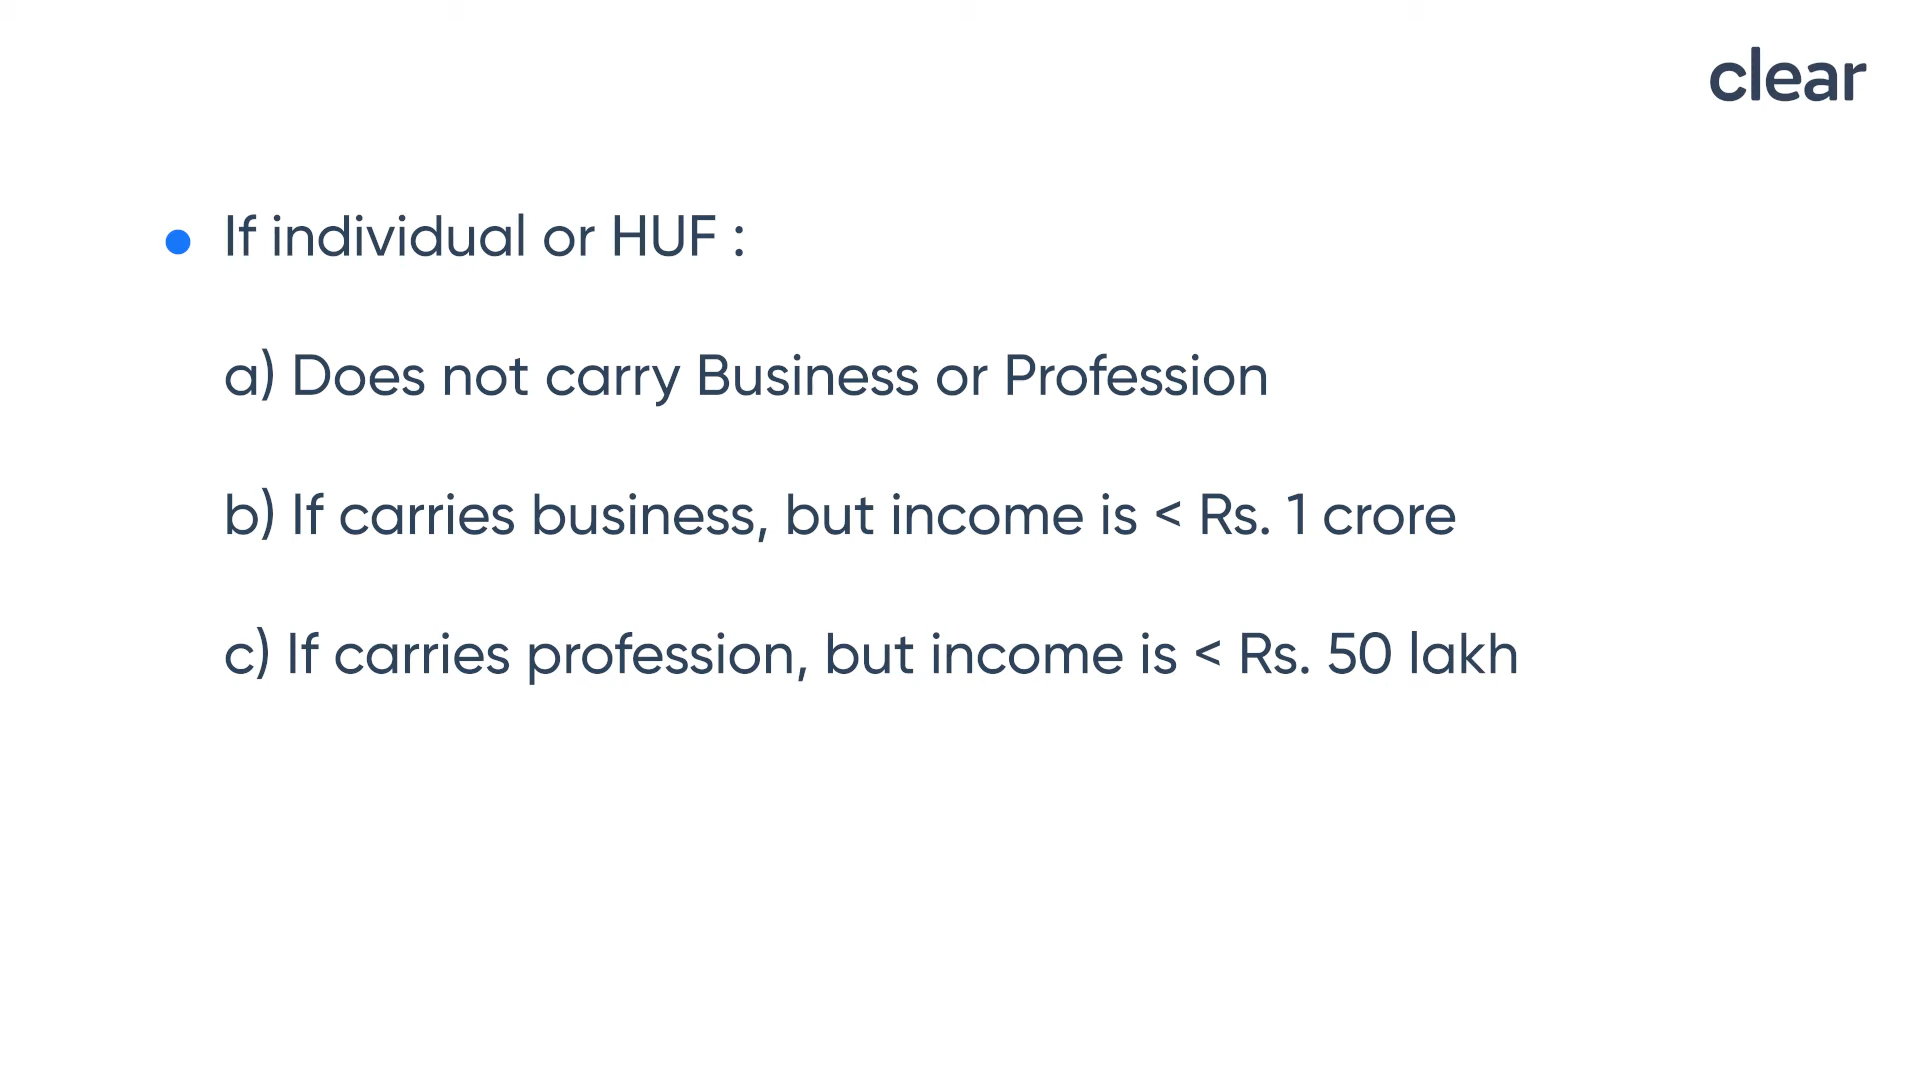 clear
If individual or HUF :
a) Does not carry Business or Profession
b) If carries business, but income is < Rs. 1 crore
c) If carries profession, but income is < Rs. 50 lakh